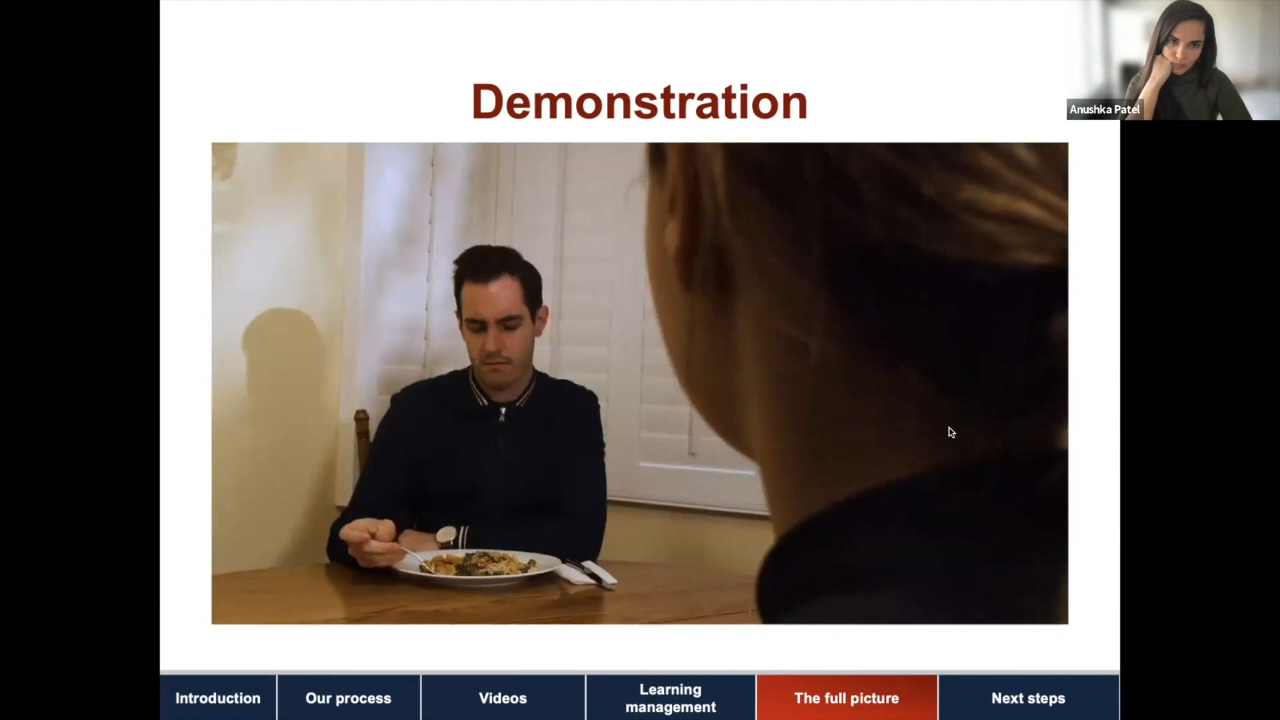 Demonstration
Anushka Patel
Introduction
Our process
Videos
Learning
management
The full picture
Next steps